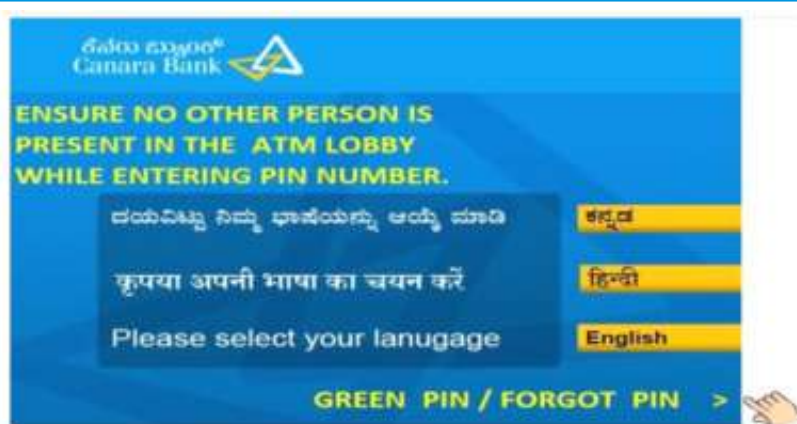 ಕೆನರಾ ಬ್ಯಾಂಕ್
Canara Bank
ENSURE NO OTHER PERSON IS
PRESENT IN THE ATM LOBBY
WHILE ENTERING PIN NUMBER.
ದಯವಿಟ್ಟು ನಿಮ್ಮ ಭಾಷೆಯನ್ನು ಆಯ್ಕೆ ಮಾಡಿ ಕನ್ನಡ
कृपया अपनी भाषा का चयन करें हिन्दी
Please select your lanugage English
GREEN PIN / FORGOT PIN >